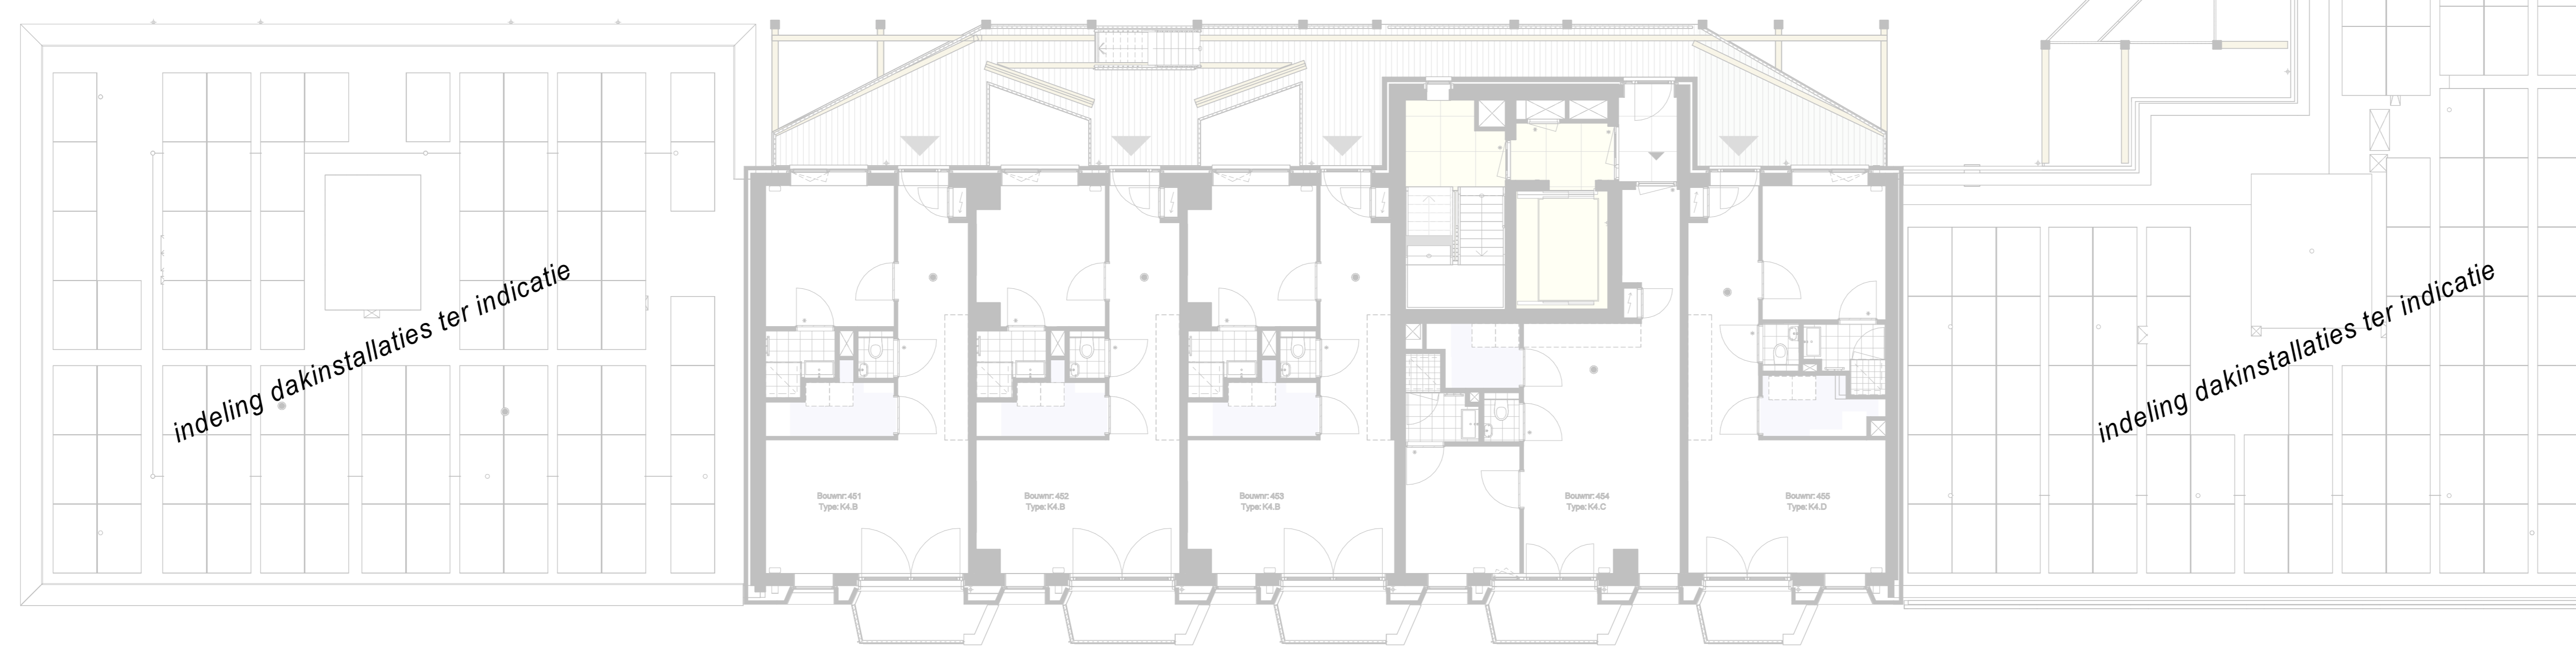 indeling dakinstallaties ter indicatie
Bouwnr: 451
Type: K4.B
Bouwnr: 452
Type: K4.B
Bouwnr: 453
Type: K4.B
Bouwnr: 454
Type: K4.C
Bouwnr: 455
Type: K4.D
indeling dakinstallaties ter indicatie